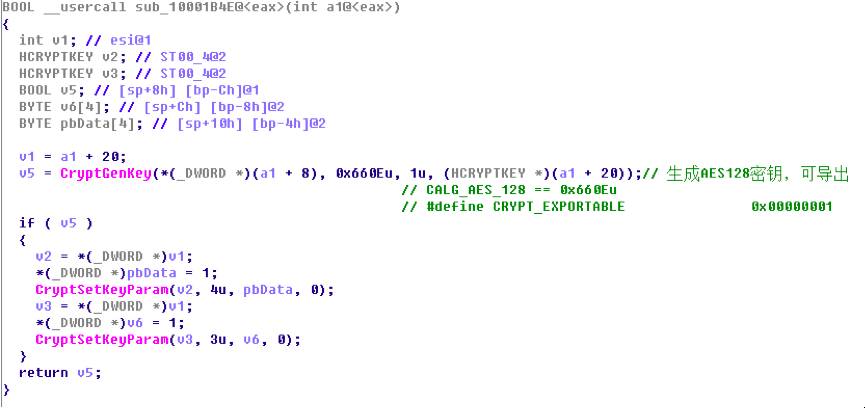 BOOL __usercall sub_10001B4E@<eax>(int a1@<eax>)
{
int v1; // esi@1
HCRYPTKEY v2; // ST00_4@2
HCRYPTKEY v3; // ST00_4@2
BOOL v5; // [sp+8h] [bp-Ch]@1
BYTE v6[4]; // [sp+Ch] [bp-8h]@2
BYTE pbData[4]; // [sp+10h] [bp-4h]@2
v1 = a1 + 20;
v5 = CryptGenKey(*(_DWORD *)(a1 + 8), 0x660Eu, 1u, (HCRYPTKEY *)(a1 + 20));// 生成AES128密钥，可导出
// CALG_AES_128 == 0x660Eu
// #define CRYPT_EXPORTABLE 0x00000001
if ( v5 )
{
v2 = *(_DWORD *)v1;
*(_DWORD *)pbData = 1;
CryptSetKeyParam(v2, 4u, pbData, 0);
v3 = *(_DWORD *)v1;
*(_DWORD *)v6 = 1;
CryptSetKeyParam(v3, 3u, v6, 0);
}
return v5;
}